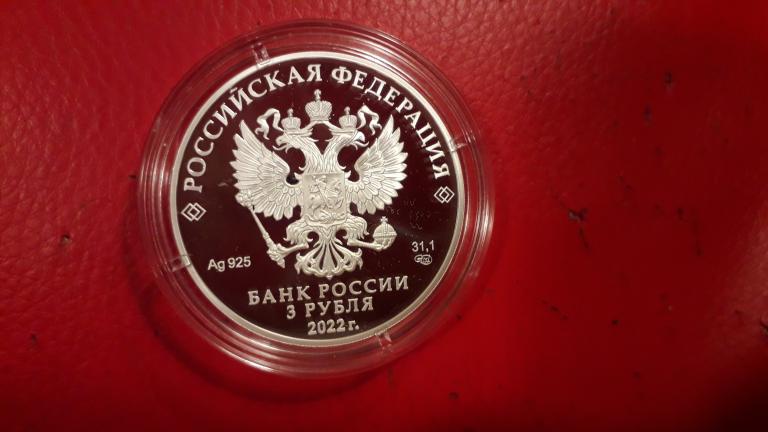 РОССИЙСКАЯ ФЕДЕРАЦИЯ
Ag 925
31,1
БАНК РОССИИ
3 РУБЛЯ
2022 г.